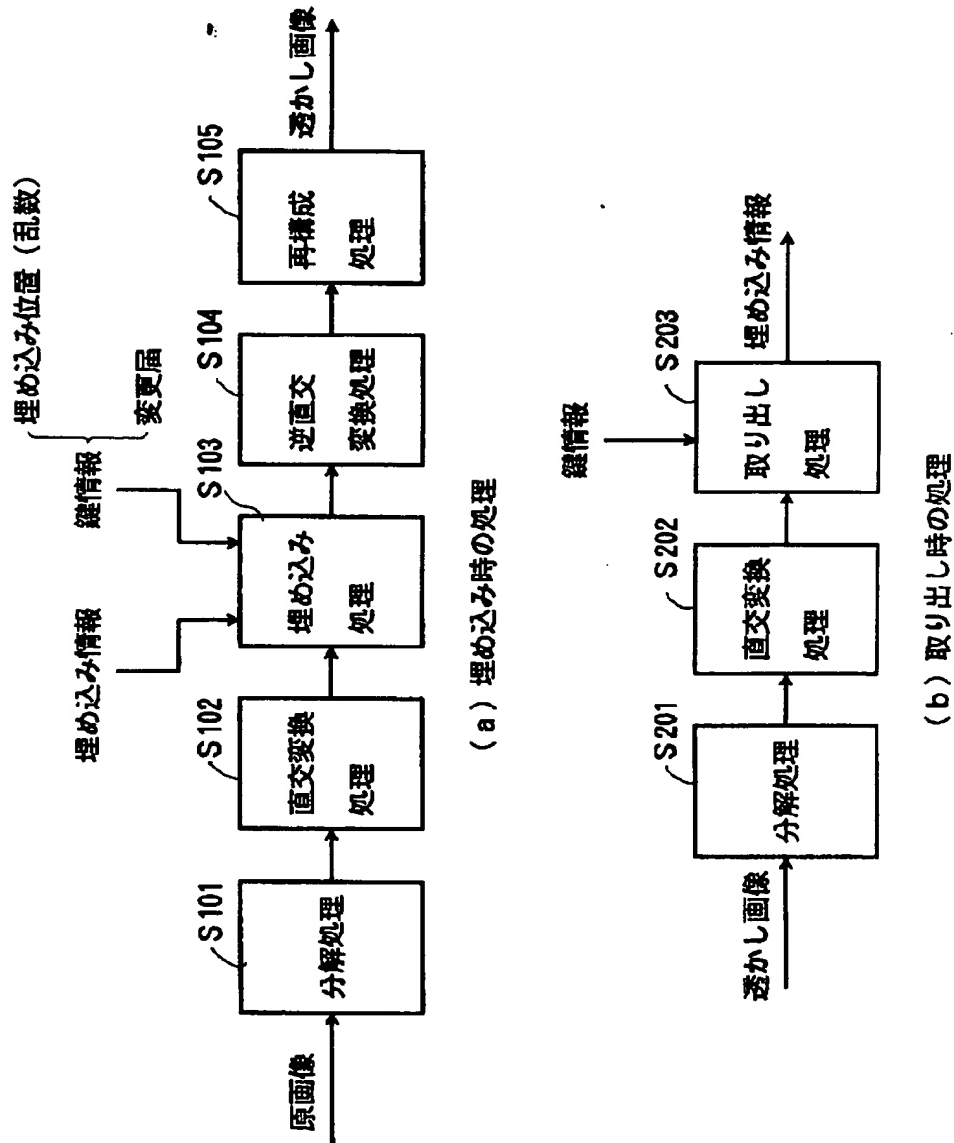 埋め込み位置（乱数）
変更届
埋め込み情報
鍵情報
原画像
S101
分解処理
S102
直交変換
処理
S103
埋め込み
処理
S104
逆直交
変換処理
S105
再構成
処理
透かし画像
(a) 埋め込み時の処理
鍵情報
透かし画像
S201
分解処理
S202
直交変換
処理
S203
取り出し
処理
埋め込み情報
(b) 取り出し時の処理